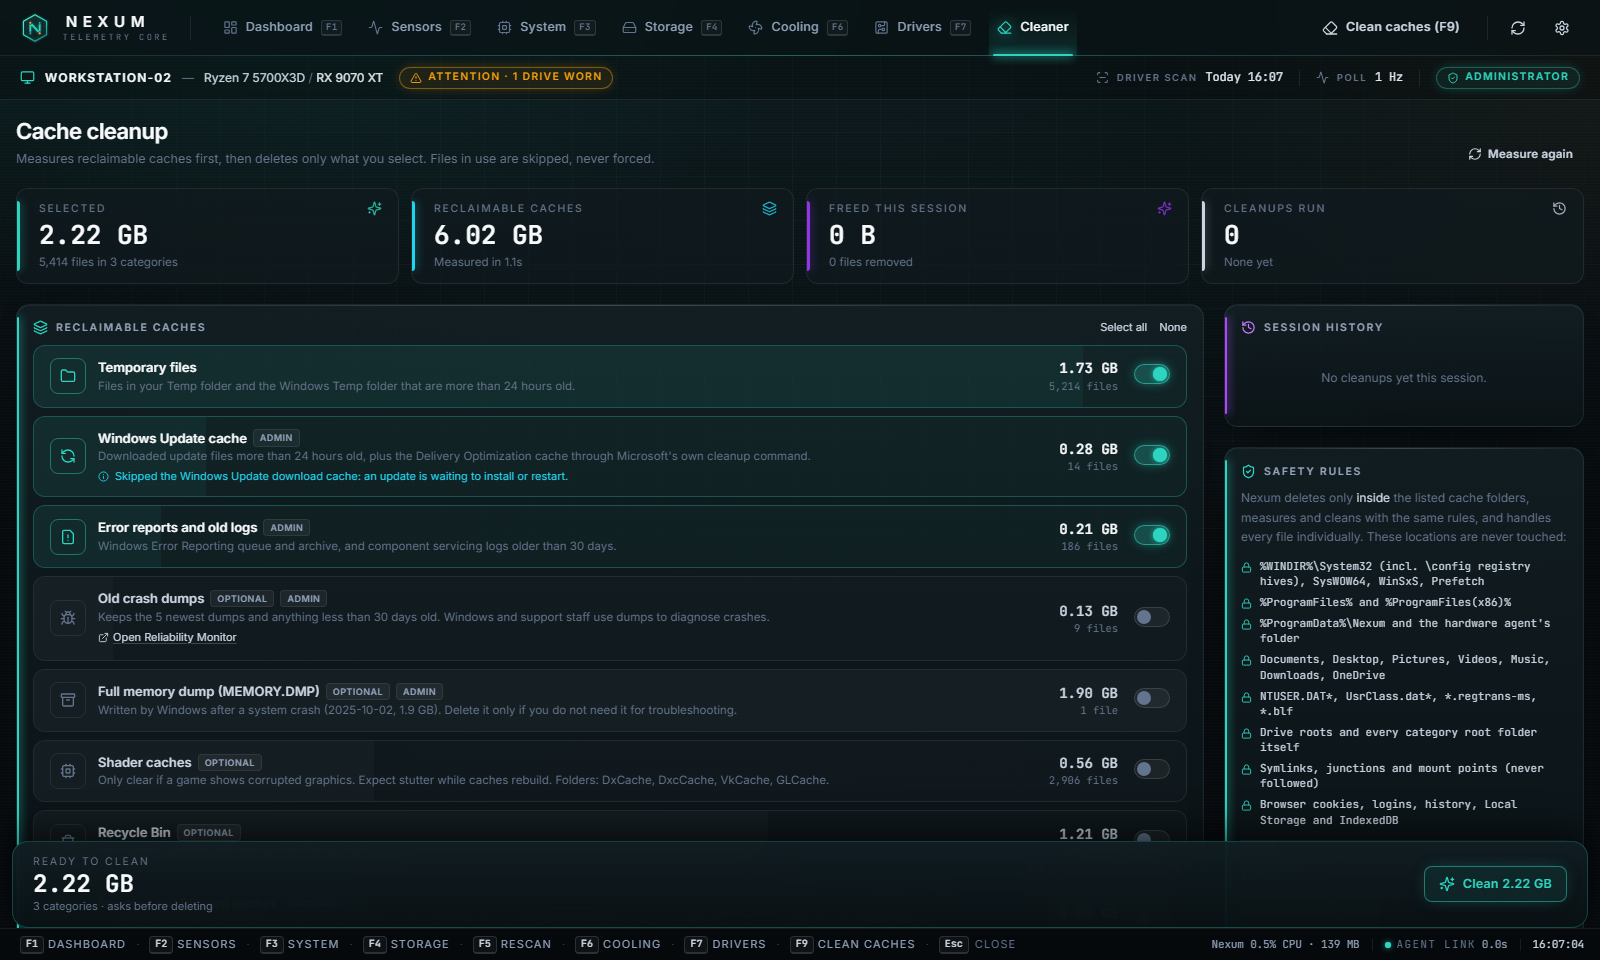 NEXUM
TELEMETRY CORE
Dashboard F1
Sensors F2
System F3
Storage F4
Cooling F6
Drivers F7
Cleaner
Clean caches (F9)
WORKSTATION-02 — Ryzen 7 5700X3D / RX 9070 XT
ATTENTION · 1 DRIVE WORN
DRIVER SCAN Today 16:07
POLL 1 Hz
ADMINISTRATOR
Cache cleanup
Measures reclaimable caches first, then deletes only what you select. Files in use are skipped, never forced.
Measure again
SELECTED
2.22 GB
5,414 files in 3 categories
RECLAIMABLE CACHES
6.02 GB
Measured in 1.1s
FREED THIS SESSION
0 B
0 files removed
CLEANUPS RUN
0
None yet
RECLAIMABLE CACHES
Select all None
Temporary files
Files in your Temp folder and the Windows Temp folder that are more than 24 hours old.
1.73 GB
5,214 files
Windows Update cache ADMIN
Downloaded update files more than 24 hours old, plus the Delivery Optimization cache through Microsoft's own cleanup command.
Skipped the Windows Update download cache: an update is waiting to install or restart.
0.28 GB
14 files
Error reports and old logs ADMIN
Windows Error Reporting queue and archive, and component servicing logs older than 30 days.
0.21 GB
186 files
Old crash dumps OPTIONAL ADMIN
Keeps the 5 newest dumps and anything less than 30 days old. Windows and support staff use dumps to diagnose crashes.
Open Reliability Monitor
0.13 GB
9 files
Full memory dump (MEMORY.DMP) OPTIONAL ADMIN
Written by Windows after a system crash (2025-10-02, 1.9 GB). Delete it only if you do not need it for troubleshooting.
1.90 GB
1 file
Shader caches OPTIONAL
Only clear if a game shows corrupted graphics. Expect stutter while caches rebuild. Folders: DxCache, DxcCache, VkCache, GLCache.
0.56 GB
2,906 files
Recycle Bin OPTIONAL
1.21 GB
SESSION HISTORY
No cleanups yet this session.
SAFETY RULES
Nexum deletes only inside the listed cache folders,
measures and cleans with the same rules, and handles
every file individually. These locations are never touched:
%WINDIR%\System32 (incl. \config registry
hives), SysWOW64, WinSxS, Prefetch
%ProgramFiles% and %ProgramFiles(x86)%
%ProgramData%\Nexum and the hardware agent's
folder
Documents, Desktop, Pictures, Videos, Music,
Downloads, OneDrive
NTUSER.DAT*, UsrClass.dat*, *.regtrans-ms,
*.blf
Drive roots and every category root folder
itself
Symlinks, junctions and mount points (never
followed)
Browser cookies, logins, history, Local
Storage and IndexedDB
READY TO CLEAN
2.22 GB
3 categories · asks before deleting
Clean 2.22 GB
F1 DASHBOARD · F2 SENSORS · F3 SYSTEM · F4 STORAGE · F5 RESCAN · F6 COOLING · F7 DRIVERS · F9 CLEAN CACHES · Esc CLOSE
Nexum 0.5% CPU · 139 MB
AGENT LINK 0.0s
16:07:04